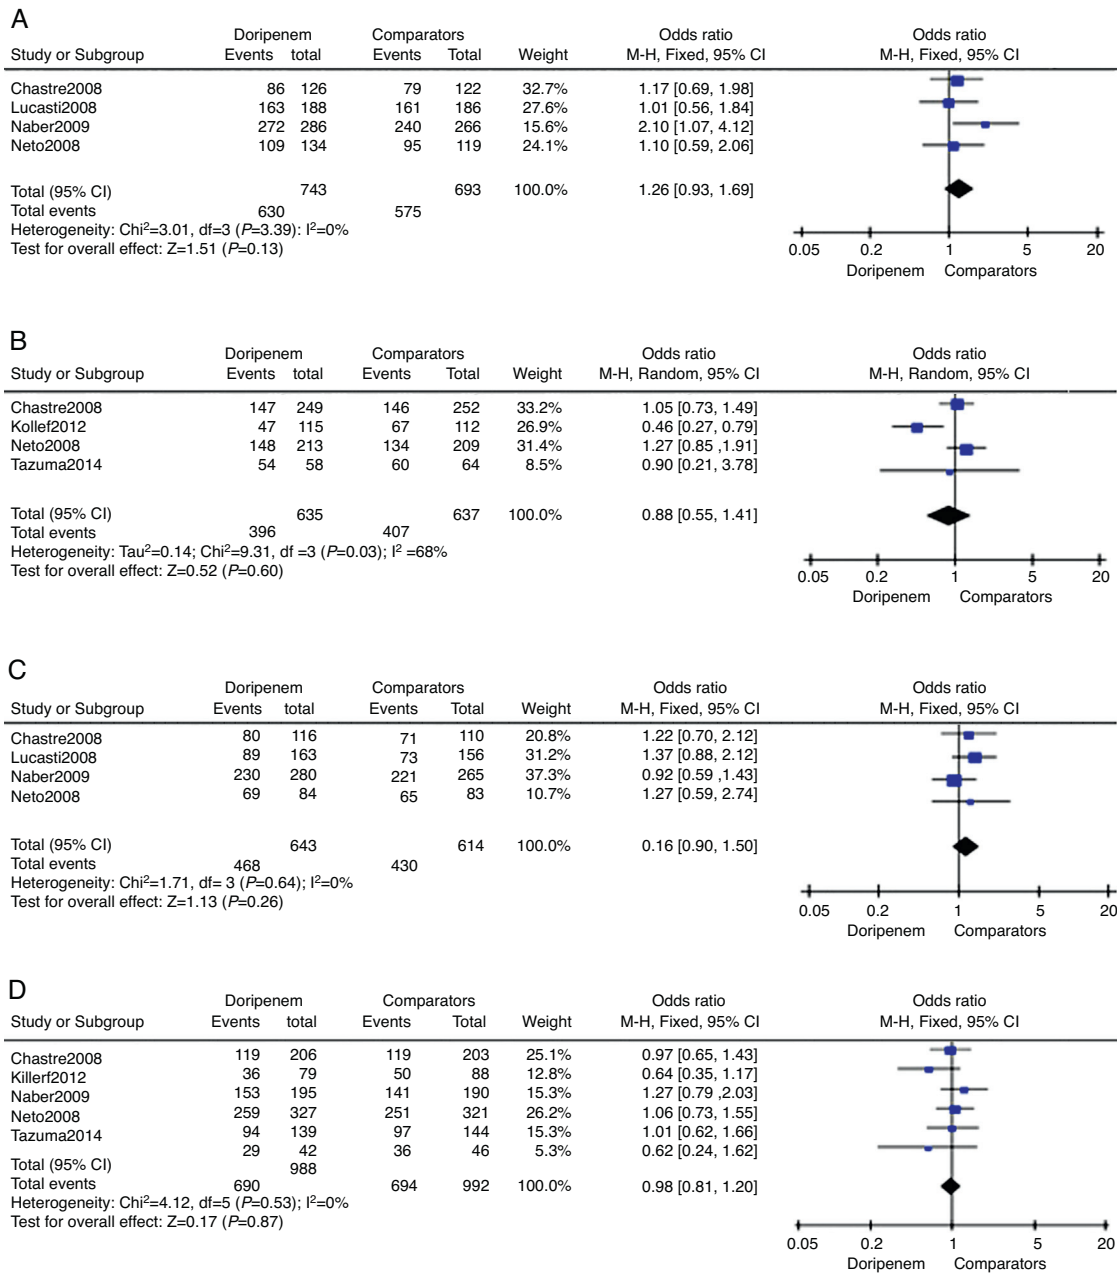 A
Doripenem Comparators Odds ratio Odds ratio
Study or Subgroup Events total Events Total Weight M-H, Fixed, 95% CI M-H, Fixed, 95% CI
Chastre2008 86 126 79 122 32.7% 1.17 [0.69, 1.98]
Lucasti2008 163 188 161 186 27.6% 1.01 [0.56, 1.84]
Naber2009 272 286 240 266 15.6% 2.10 [1.07, 4.12]
Neto2008 109 134 95 119 24.1% 1.10 [0.59, 2.06]
Total (95% CI) 743 693 100.0% 1.26 [0.93, 1.69]
Total events 630 575
Heterogeneity: Chi²=3.01, df=3 (P=3.39): I²=0%
Test for overall effect: Z=1.51 (P=0.13)
0.05 0.2 1 5 20
Doripenem Comparators
B
Doripenem Comparators Odds ratio Odds ratio
Study or Subgroup Events total Events Total Weight M-H, Random, 95% CI M-H, Random, 95% CI
Chastre2008 147 249 146 252 33.2% 1.05 [0.73, 1.49]
Kollef2012 47 115 67 112 26.9% 0.46 [0.27, 0.79]
Neto2008 148 213 134 209 31.4% 1.27 [0.85 ,1.91]
Tazuma2014 54 58 60 64 8.5% 0.90 [0.21, 3.78]
Total (95% CI) 635 637 100.0% 0.88 [0.55, 1.41]
Total events 396 407
Heterogeneity: Tau²=0.14; Chi²=9.31, df =3 (P=0.03); I² =68%
Test for overall effect: Z=0.52 (P=0.60)
0.05 0.2 1 5 20
Doripenem Comparators
C
Doripenem Comparators Odds ratio Odds ratio
Study or Subgroup Events total Events Total Weight M-H, Fixed, 95% CI M-H, Fixed, 95% CI
Chastre2008 80 116 71 110 20.8% 1.22 [0.70, 2.12]
Lucasti2008 89 163 73 156 31.2% 1.37 [0.88, 2.12]
Naber2009 230 280 221 265 37.3% 0.92 [0.59 ,1.43]
Neto2008 69 84 65 83 10.7% 1.27 [0.59, 2.74]
Total (95% CI) 643 614 100.0% 0.16 [0.90, 1.50]
Total events 468 430
Heterogeneity: Chi²=1.71, df= 3 (P=0.64); I²=0%
Test for overall effect: Z=1.13 (P=0.26)
0.05 0.2 1 5 20
Doripenem Comparators
D
Doripenem Comparators Odds ratio Odds ratio
Study or Subgroup Events total Events Total Weight M-H, Fixed, 95% CI M-H, Fixed, 95% CI
Chastre2008 119 206 119 203 25.1% 0.97 [0.65, 1.43]
Killerf2012 36 79 50 88 12.8% 0.64 [0.35, 1.17]
Naber2009 153 195 141 190 15.3% 1.27 [0.79 ,2.03]
Neto2008 259 327 251 321 26.2% 1.06 [0.73, 1.55]
Tazuma2014 94 139 97 144 15.3% 1.01 [0.62, 1.66]
29 42 36 46 5.3% 0.62 [0.24, 1.62]
Total (95% CI) 988
Total events 690 694 992 100.0% 0.98 [0.81, 1.20]
Heterogeneity: Chi²=4.12, df=5 (P=0.53); I²=0%
Test for overall effect: Z=0.17 (P=0.87)
0.05 0.2 1 5 20
Doripenem Comparators